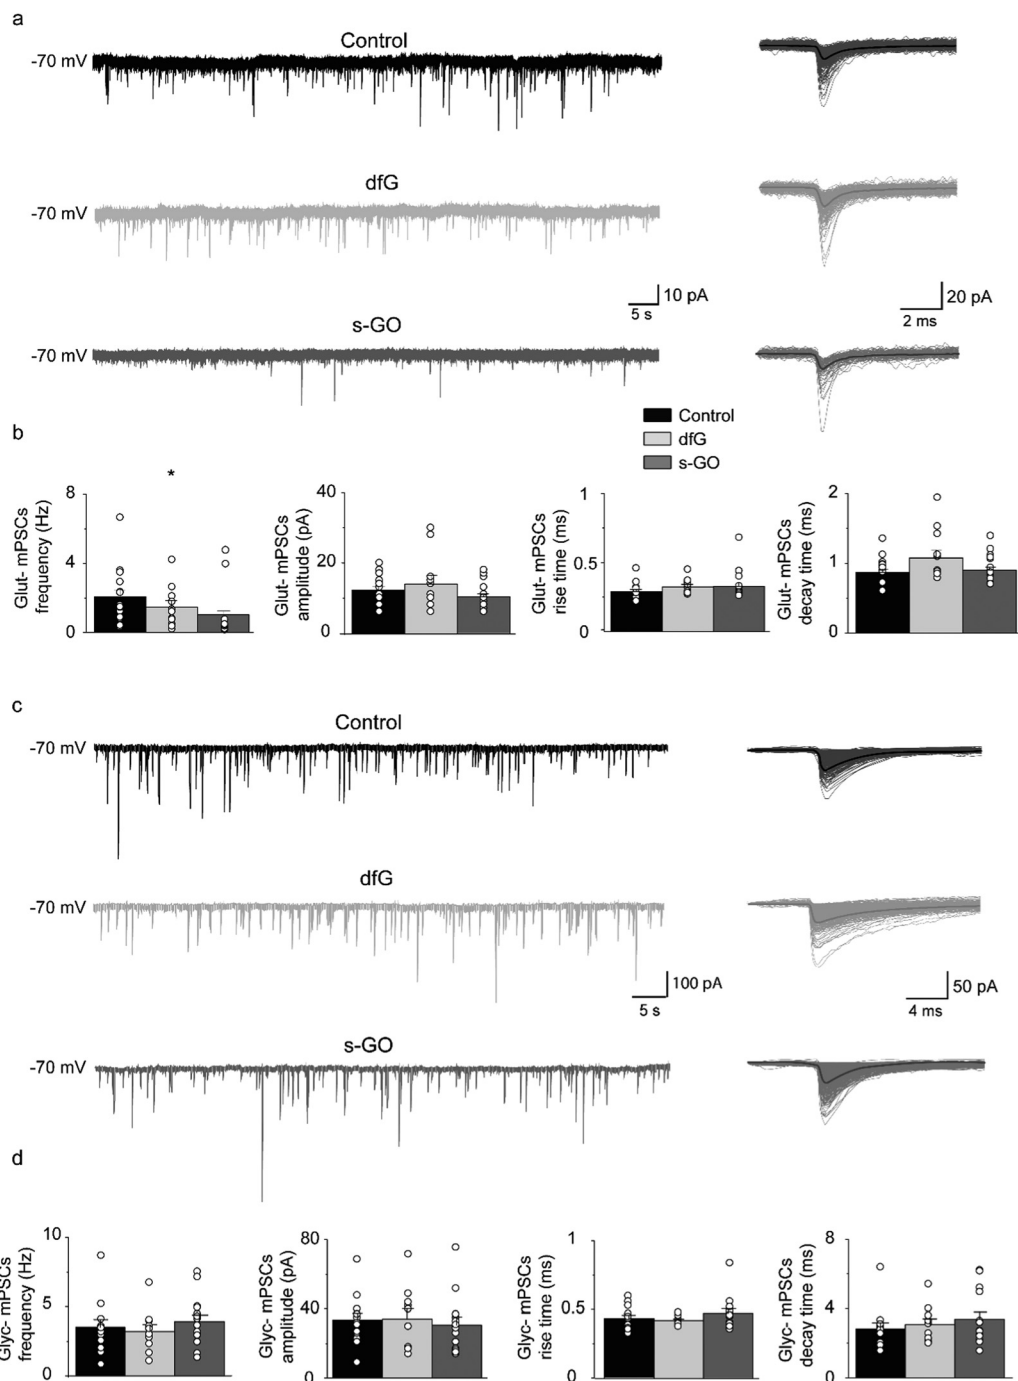 a
Control
-70 mV
dfG
-70 mV
10 pA
5 s
20 pA
2 ms
s-GO
-70 mV
Control
dfG
s-GO
b
*
Glut- mPSCs
frequency (Hz)
8
4
0
Glut- mPSCs
amplitude (pA)
40
20
0
Glut- mPSCs
rise time (ms)
1
0.5
0
Glut- mPSCs
decay time (ms)
2
1
0
c
Control
-70 mV
dfG
-70 mV
100 pA
5 s
50 pA
4 ms
s-GO
-70 mV
d
Glyc- mPSCs
frequency (Hz)
10
5
0
Glyc- mPSCs
amplitude (pA)
80
40
0
Glyc- mPSCs
rise time (ms)
1
0.5
0
Glyc- mPSCs
decay time (ms)
8
4
0